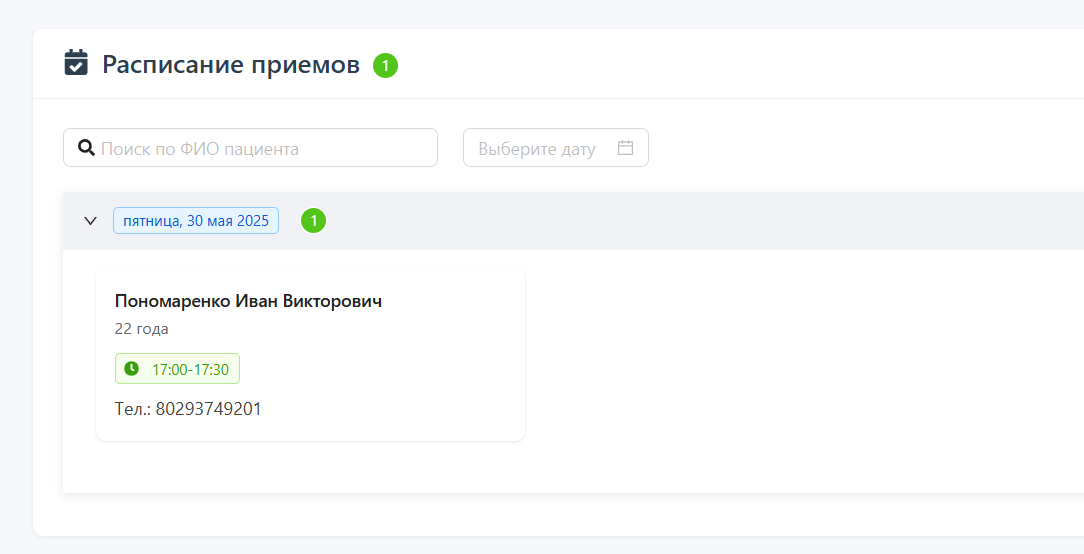 Расписание приемов 1
Поиск по ФИО пациента
Выберите дату
пятница, 30 мая 2025 1
Пономаренко Иван Викторович
22 года
17:00-17:30
Тел.: 80293749201